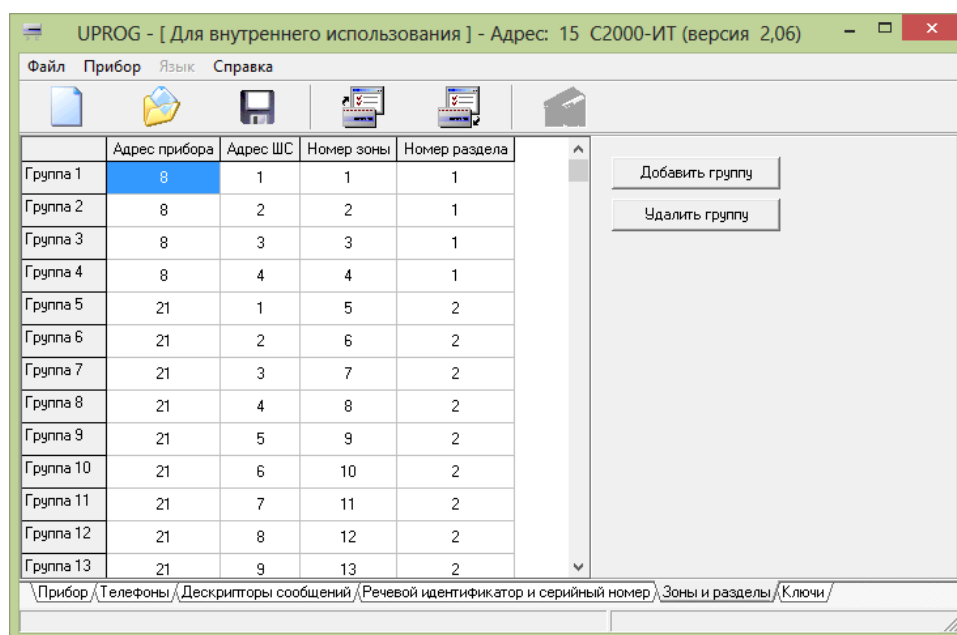 UPROG - [ Для внутреннего использования ] - Адрес: 15 С2000-ИТ (версия 2,06)
Файл Прибор Язык Справка
Адрес прибора Адрес ШС Номер зоны Номер раздела
Группа 1 8 1 1 1
Группа 2 8 2 2 1
Группа 3 8 3 3 1
Группа 4 8 4 4 1
Группа 5 21 1 5 2
Группа 6 21 2 6 2
Группа 7 21 3 7 2
Группа 8 21 4 8 2
Группа 9 21 5 9 2
Группа 10 21 6 10 2
Группа 11 21 7 11 2
Группа 12 21 8 12 2
Группа 13 21 9 13 2
Добавить группу
Удалить группу
Прибор Телефоны Дескрипторы сообщений Речевой идентификатор и серийный номер Зоны и разделы Ключи